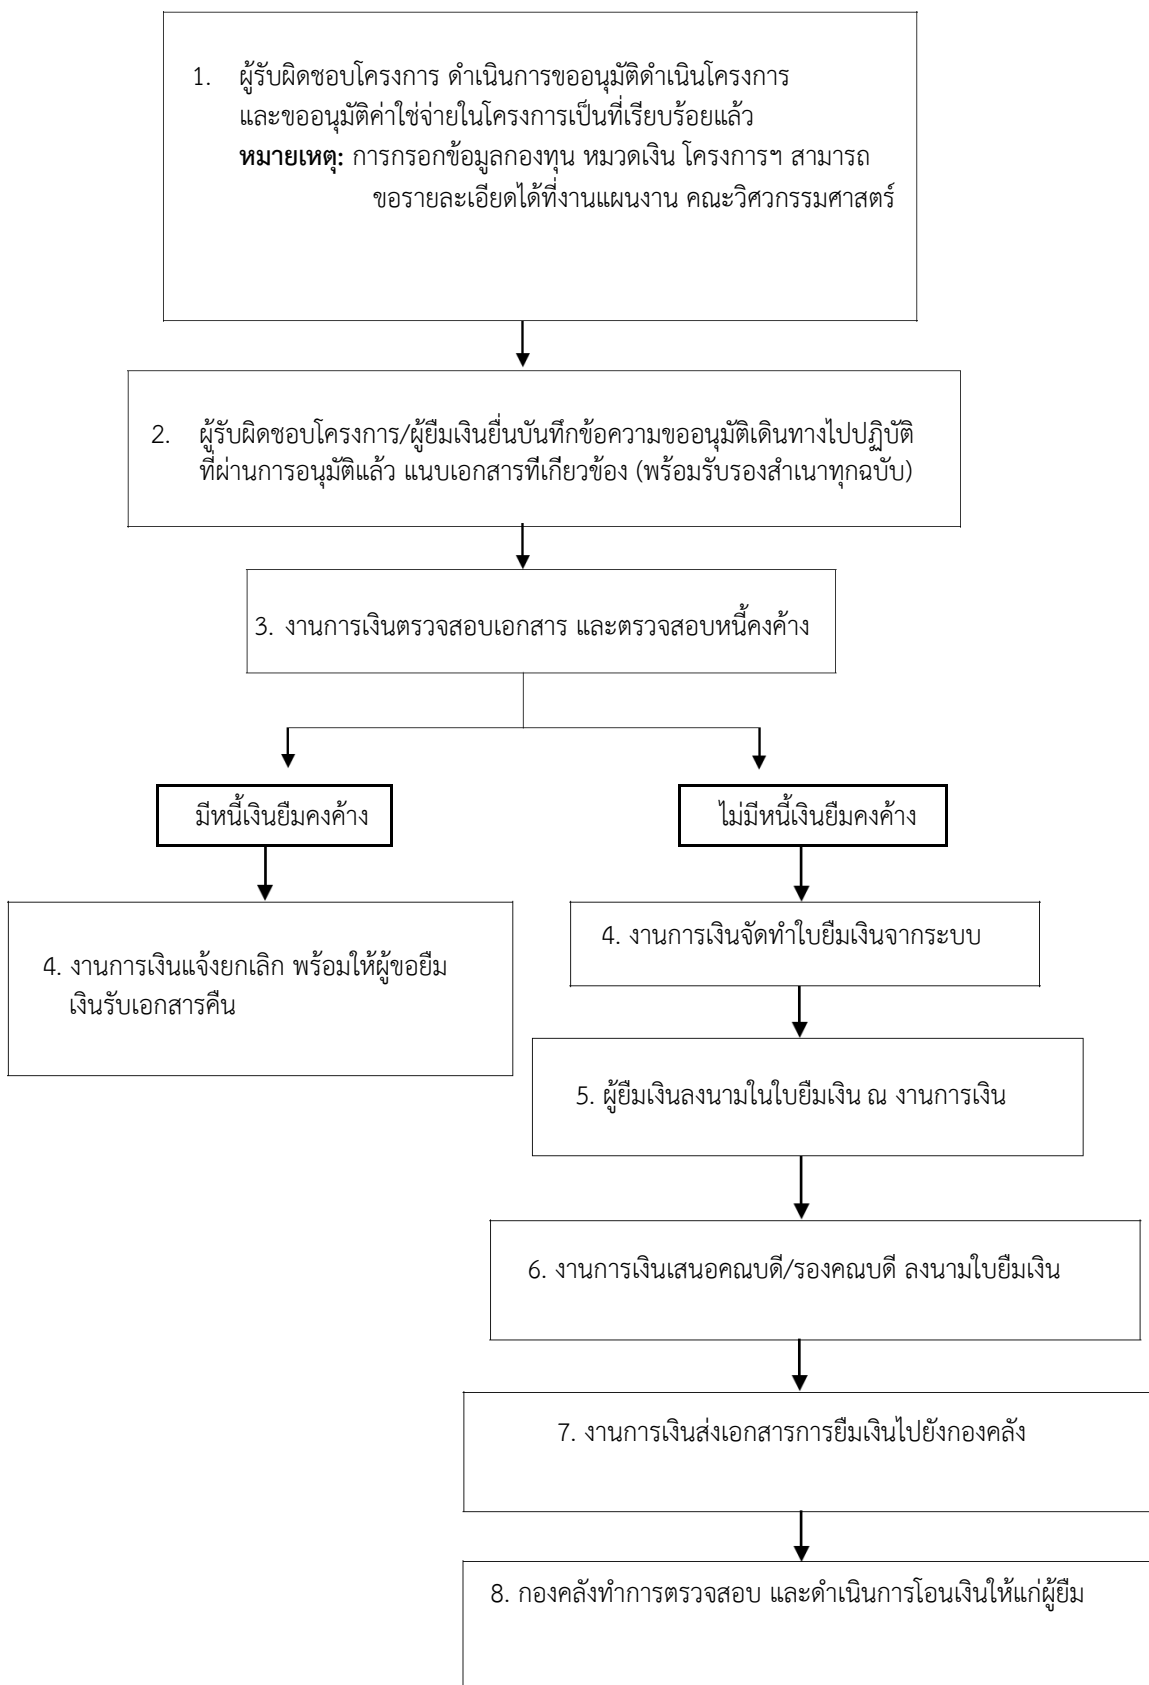 1. ผู้รับผิดชอบโครงการ ดำเนินการขออนุมัติดำเนินโครงการ
และขออนุมัติค่าใช่จ่ายในโครงการเป็นที่เรียบร้อยแล้ว
หมายเหตุ: การกรอกข้อมูลกองทุน หมวดเงิน โครงการฯ สามารถ
ขอรายละเอียดได้ที่งานแผนงาน คณะวิศวกรรมศาสตร์
2. ผู้รับผิดชอบโครงการ/ผู้ยืมเงินยื่นบันทึกข้อความขออนุมัติเดินทางไปปฏิบัติ
ที่ผ่านการอนุมัติแล้ว แนบเอกสารทีเกียวข้อง (พร้อมรับรองสำเนาทุกฉบับ)
3. งานการเงินตรวจสอบเอกสาร และตรวจสอบหนี้คงค้าง
มีหนี้เงินยืมคงค้าง
ไม่มีหนี้เงินยืมคงค้าง
4. งานการเงินแจ้งยกเลิก พร้อมให้ผู้ขอยืม
เงินรับเอกสารคืน
4. งานการเงินจัดทำใบยืมเงินจากระบบ
5. ผู้ยืมเงินลงนามในใบยืมเงิน ณ งานการเงิน
6. งานการเงินเสนอคณบดี/รองคณบดี ลงนามใบยืมเงิน
7. งานการเงินส่งเอกสารการยืมเงินไปยังกองคลัง
8. กองคลังทำการตรวจสอบ และดำเนินการโอนเงินให้แก่ผู้ยืม